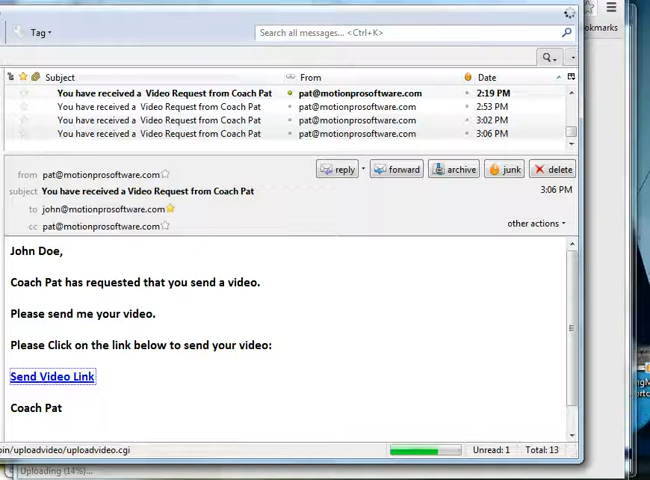 Tag
Search all messages... <Ctrl+K>
okmarks
Subject From Date
You have received a Video Request from Coach Pat pat@motionprosoftware.com 2:19 PM
You have received a Video Request from Coach Pat pat@motionprosoftware.com 2:53 PM
You have received a Video Request from Coach Pat pat@motionprosoftware.com 3:02 PM
You have received a Video Request from Coach Pat pat@motionprosoftware.com 3:06 PM
from pat@motionprosoftware.com reply forward archive junk delete
subject You have received a Video Request from Coach Pat 3:06 PM
to john@motionprosoftware.com
cc pat@motionprosoftware.com other actions
John Doe,
Coach Pat has requested that you send a video.
Please send me your video.
Please Click on the link below to send your video:
Send Video Link
Coach Pat
bin/uploadvideo/uploadvideo.cgi Unread: 1 Total: 13
Uploading (14%)...